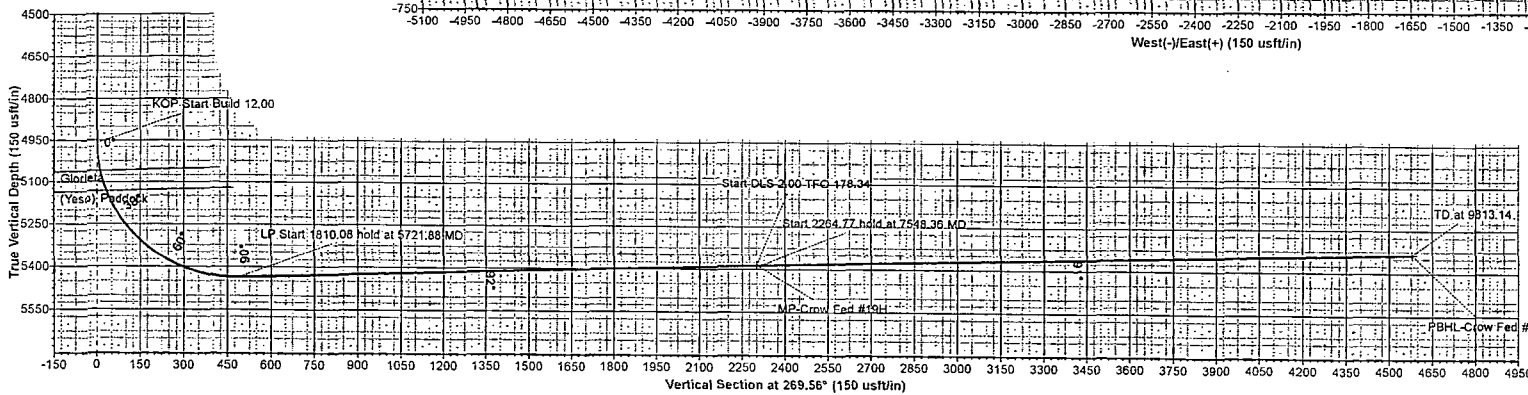 -750
-5100 -4950 -4800 -4650 -4500 -4350 -4200 -4050 -3900 -3750 -3600 -3450 -3300 -3150 -3000 -2850 -2700 -2550 -2400 -2250 -2100 -1950 -1800 -1650 -1500 -1350
West(-)/East(+) (150 usft/in)
True Vertical Depth (150 usft/in)
4500
4650
4800
4950
5100
5250
5400
5550
KOP Start Build 12.00
0°
Paddock
30°
60°
90°
LP Start 1810.08 hold at 5721.88 MD
92°
Start DLS 2.00 TFO 178.34
Start 2264.77 hold at 7548.36 MD
MP-Crow Fed #19H
91°
TD at 9813.14
PBHL-Crow Fed #
-150 0 150 300 450 600 750 900 1050 1200 1350 1500 1650 1800 1950 2100 2250 2400 2550 2700 2850 3000 3150 3300 3450 3600 3750 3900 4050 4200 4350 4500 4650 4800 4950
Vertical Section at 269.56° (150 usft/in)